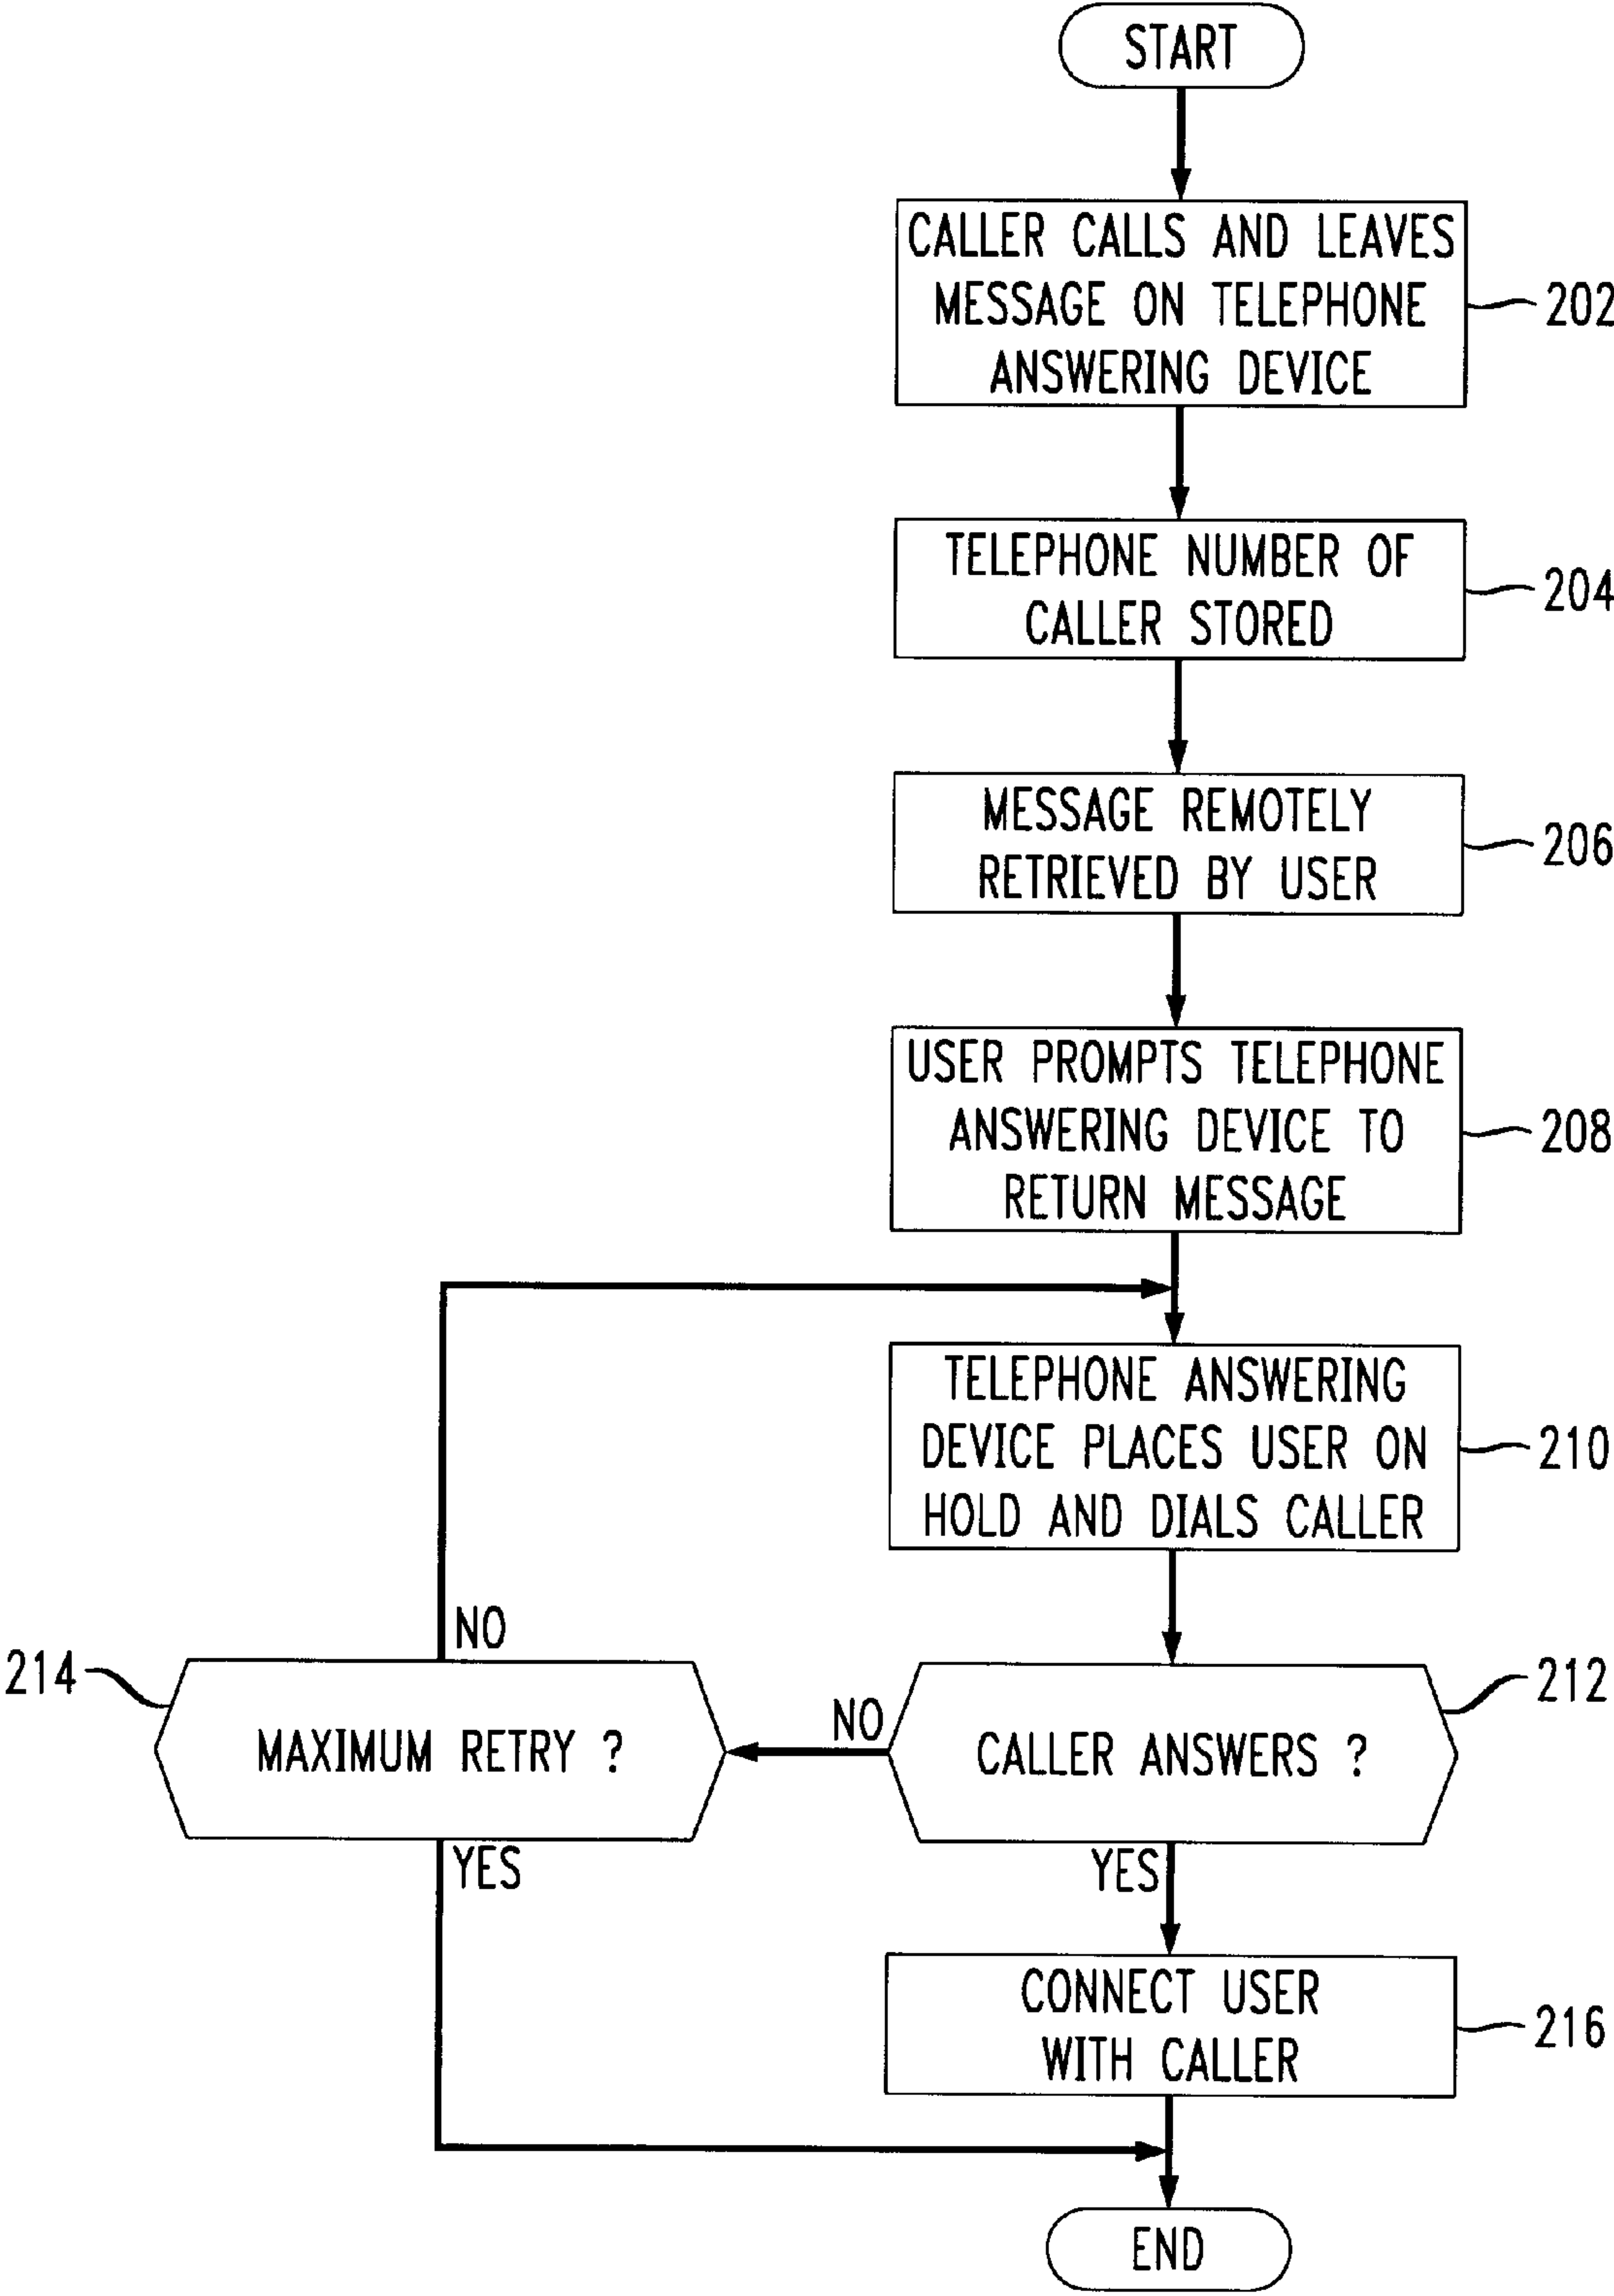 START
CALLER CALLS AND LEAVES
MESSAGE ON TELEPHONE
ANSWERING DEVICE
202
TELEPHONE NUMBER OF
CALLER STORED
204
MESSAGE REMOTELY
RETRIEVED BY USER
206
USER PROMPTS TELEPHONE
ANSWERING DEVICE TO
RETURN MESSAGE
208
TELEPHONE ANSWERING
DEVICE PLACES USER ON
HOLD AND DIALS CALLER
210
NO
214
MAXIMUM RETRY ?
YES
NO
CALLER ANSWERS ?
212
YES
CONNECT USER
WITH CALLER
216
END